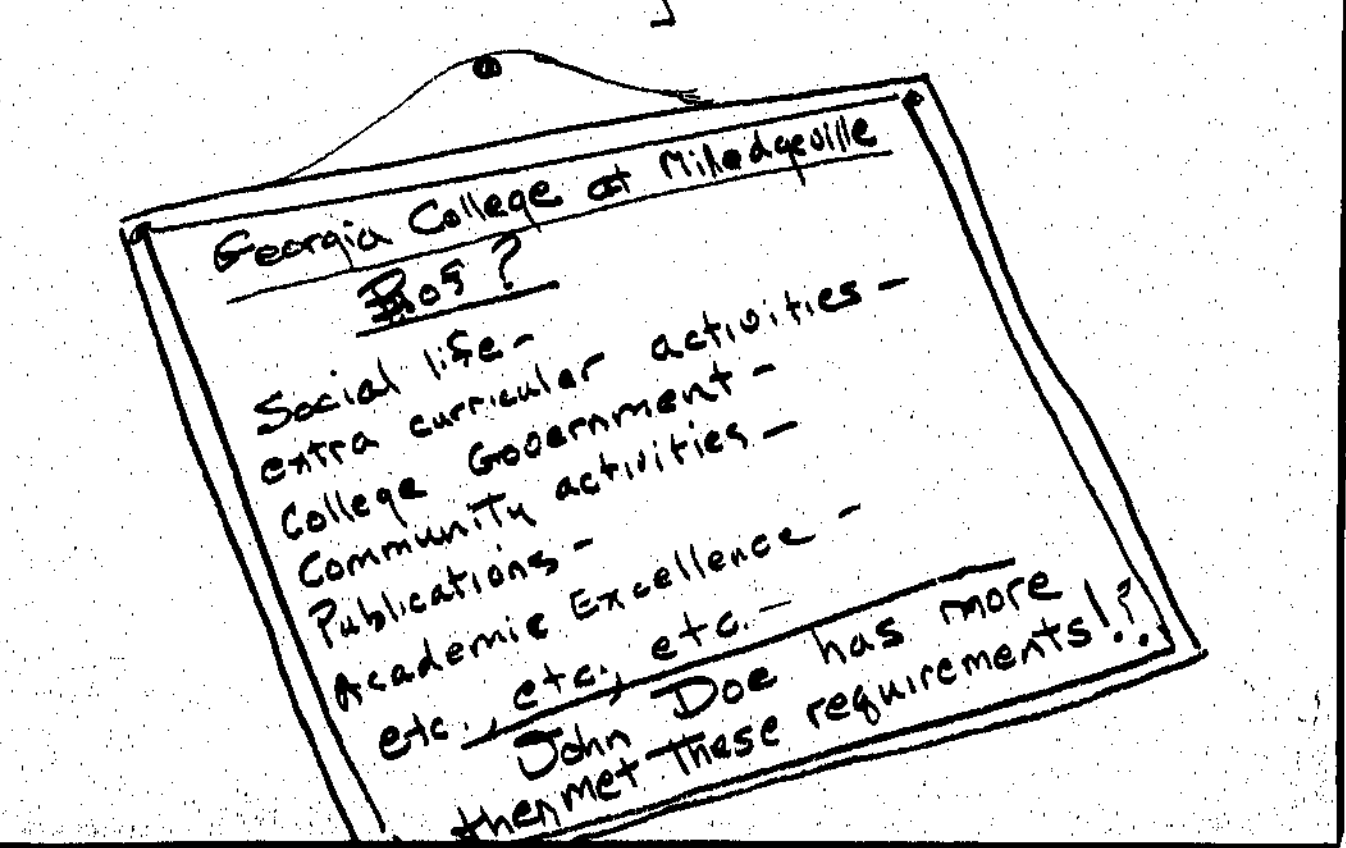 Georgia College at Milledgeville
Bos?
Social life -
extra curricular activities -
College Government -
Community activities -
Publications -
Academic Excellence -
etc., etc., etc. -
John Doe has more
then met these requirements!?